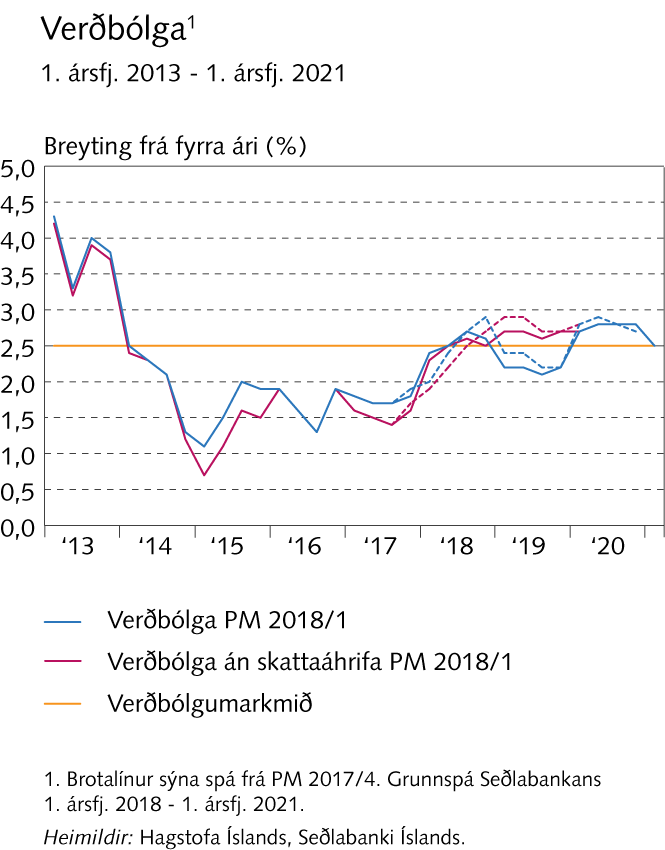 Verðbólga¹
1. ársfj. 2013 - 1. ársfj. 2021
Breyting frá fyrra ári (%)
5,0
4,5
4,0
3,5
3,0
2,5
2,0
1,5
1,0
0,5
0,0
‘13 ‘14 ‘15 ‘16 ‘17 ‘18 ‘19 ‘20
Verðbólga PM 2018/1
Verðbólga án skattaáhrifa PM 2018/1
Verðbólgumarkmið
1. Brotalínur sýna spá frá PM 2017/4. Grunnspá Seðlabankans
1. ársfj. 2018 - 1. ársfj. 2021.
Heimildir: Hagstofa Íslands, Seðlabanki Íslands.